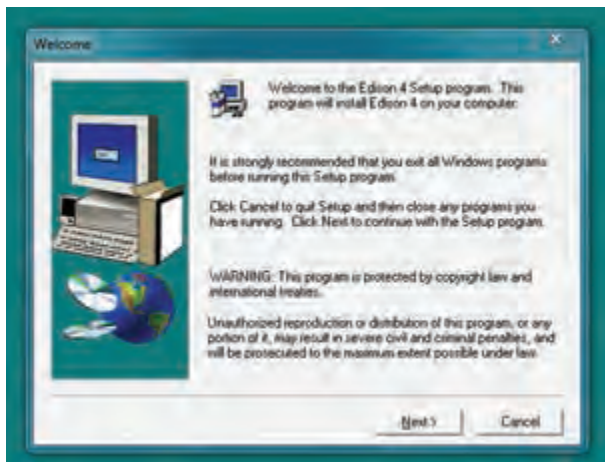 Welcome
Welcome to the Edison 4 Setup program. This
program will install Edison 4 on your computer.
It is strongly recommended that you exit all Windows programs
before running this Setup program.
Click Cancel to quit Setup and then close any programs you
have running. Click Next to continue with the Setup program.
WARNING: This program is protected by copyright law and
international treaties.
Unauthorized reproduction or distribution of this program, or any
portion of it, may result in severe civil and criminal penalties, and
will be prosecuted to the maximum extent possible under law.
Next >
Cancel